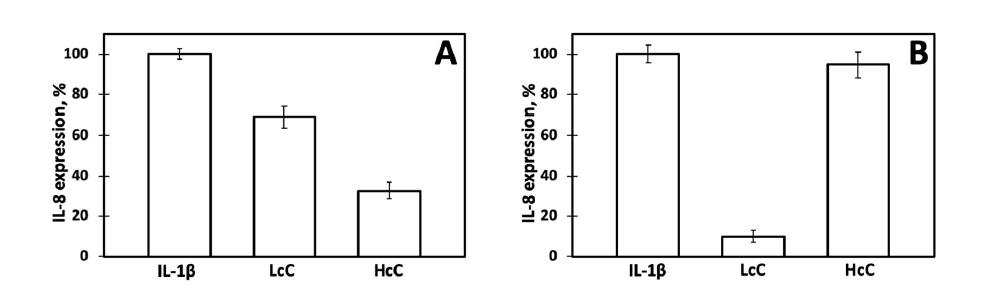 A
IL-8 expression, %
100
80
60
40
20
0
IL-1β LcC HcC
B
IL-8 expression, %
100
80
60
40
20
0
IL-1β LcC HcC